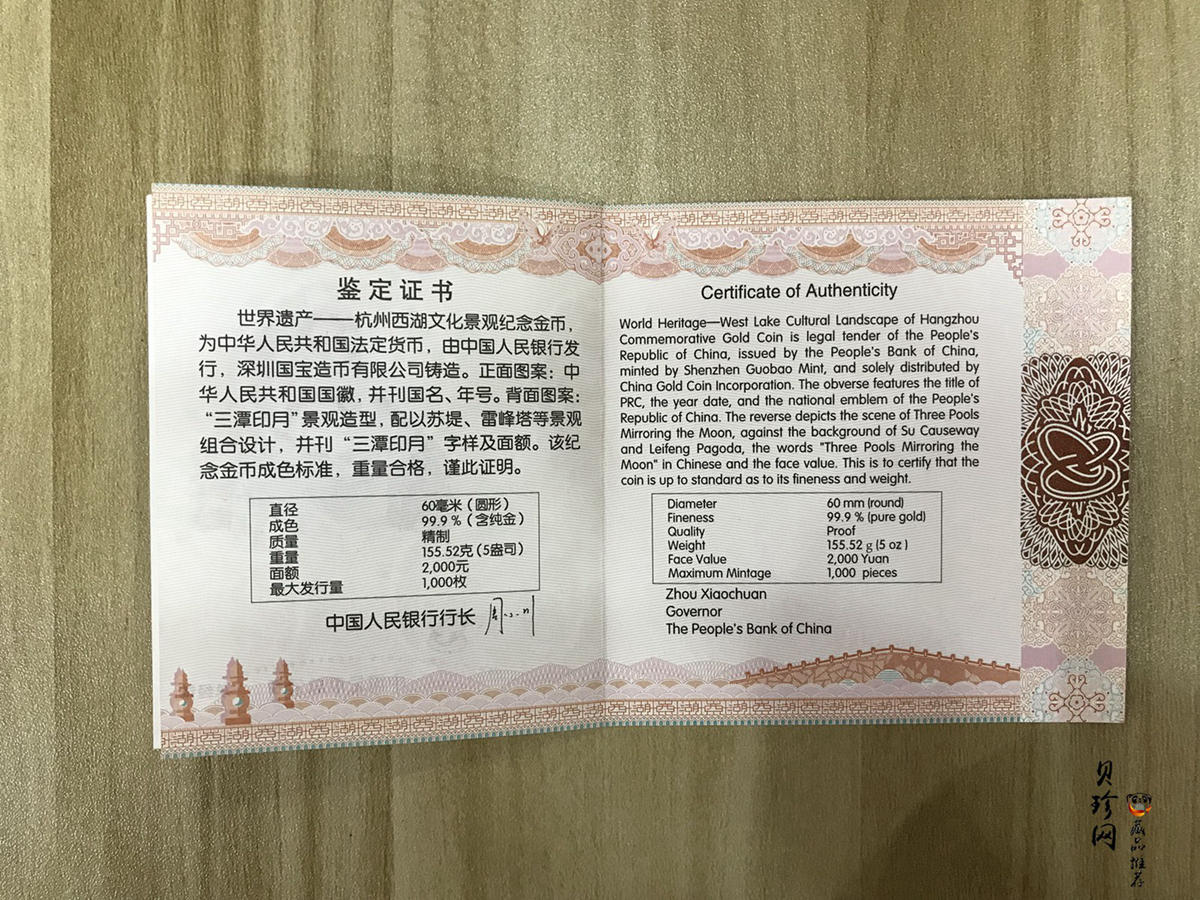 鉴定证书
世界遗产——杭州西湖文化景观纪念金币，
为中华人民共和国法定货币，由中国人民银行发
行，深圳国宝造币有限公司铸造。正面图案：中
华人民共和国国徽，并刊国名、年号。背面图案：
“三潭印月”景观造型，配以苏堤、雷峰塔等景观
组合设计，并刊“三潭印月”字样及面额。该纪
念金币成色标准，重量合格，谨此证明。
直径 60毫米（圆形）
成色 99.9%（含纯金）
质量 精制
重量 155.52克（5盎司）
面额 2,000元
最大发行量 1,000枚
中国人民银行行长
Certificate of Authenticity
World Heritage—West Lake Cultural Landscape of Hangzhou
Commemorative Gold Coin is legal tender of the People's
Republic of China, issued by the People's Bank of China,
minted by Shenzhen Guobao Mint, and solely distributed by
China Gold Coin Incorporation. The obverse features the title of
PRC, the year date, and the national emblem of the People's
Republic of China. The reverse depicts the scene of Three Pools
Mirroring the Moon, against the background of Su Causeway
and Leifeng Pagoda, the words "Three Pools Mirroring the
Moon" in Chinese and the face value. This is to certify that the
coin is up to standard as to its fineness and weight.
Diameter 60 mm (round)
Fineness 99.9 % (pure gold)
Quality Proof
Weight 155.52 g (5 oz )
Face Value 2,000 Yuan
Maximum Mintage 1,000 pieces
Zhou Xiaochuan
Governor
The People's Bank of China
贝珍网
藏品推荐